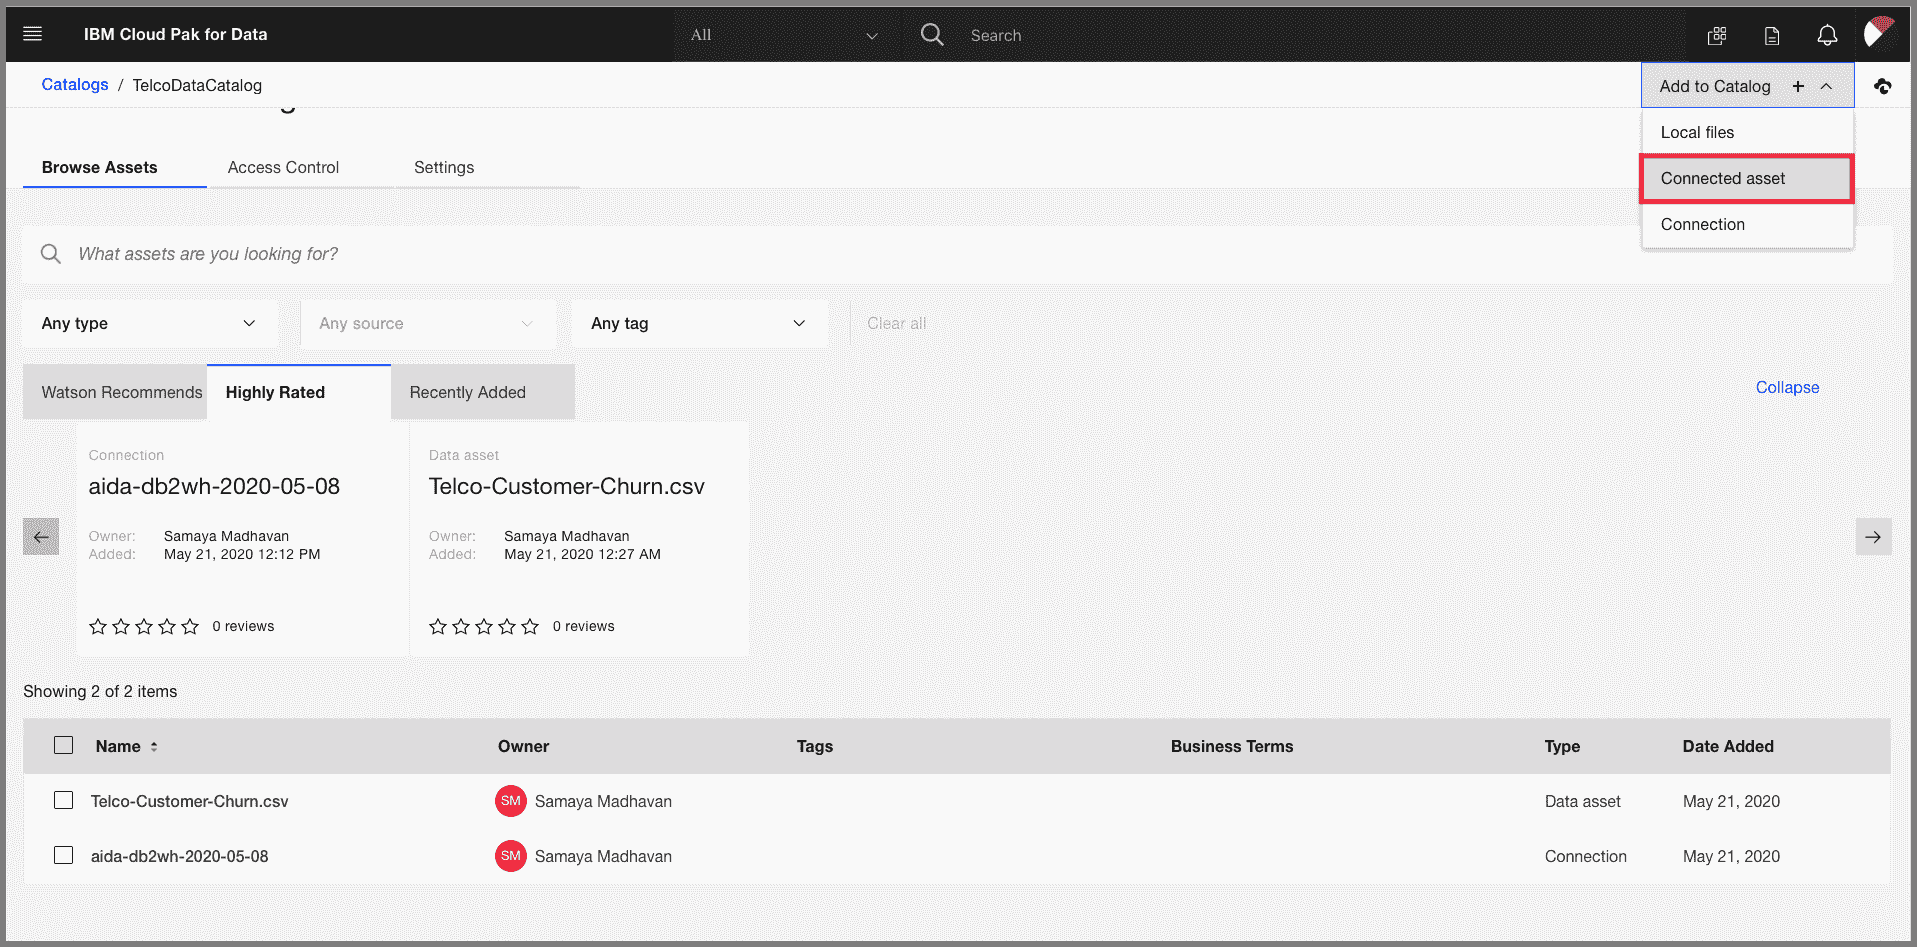 IBM Cloud Pak for Data
All
Search
Catalogs / TelcoDataCatalog
Add to Catalog +
Local files
Connected asset
Connection
Browse Assets
Access Control
Settings
What assets are you looking for?
Any type
Any source
Any tag
Clear all
Watson Recommends
Highly Rated
Recently Added
Collapse
Connection
aida-db2wh-2020-05-08
Owner: Samaya Madhavan
Added: May 21, 2020 12:12 PM
0 reviews
Data asset
Telco-Customer-Churn.csv
Owner: Samaya Madhavan
Added: May 21, 2020 12:27 AM
0 reviews
Showing 2 of 2 items
Name Owner Tags Business Terms Type Date Added
Telco-Customer-Churn.csv SM Samaya Madhavan Data asset May 21, 2020
aida-db2wh-2020-05-08 SM Samaya Madhavan Connection May 21, 2020